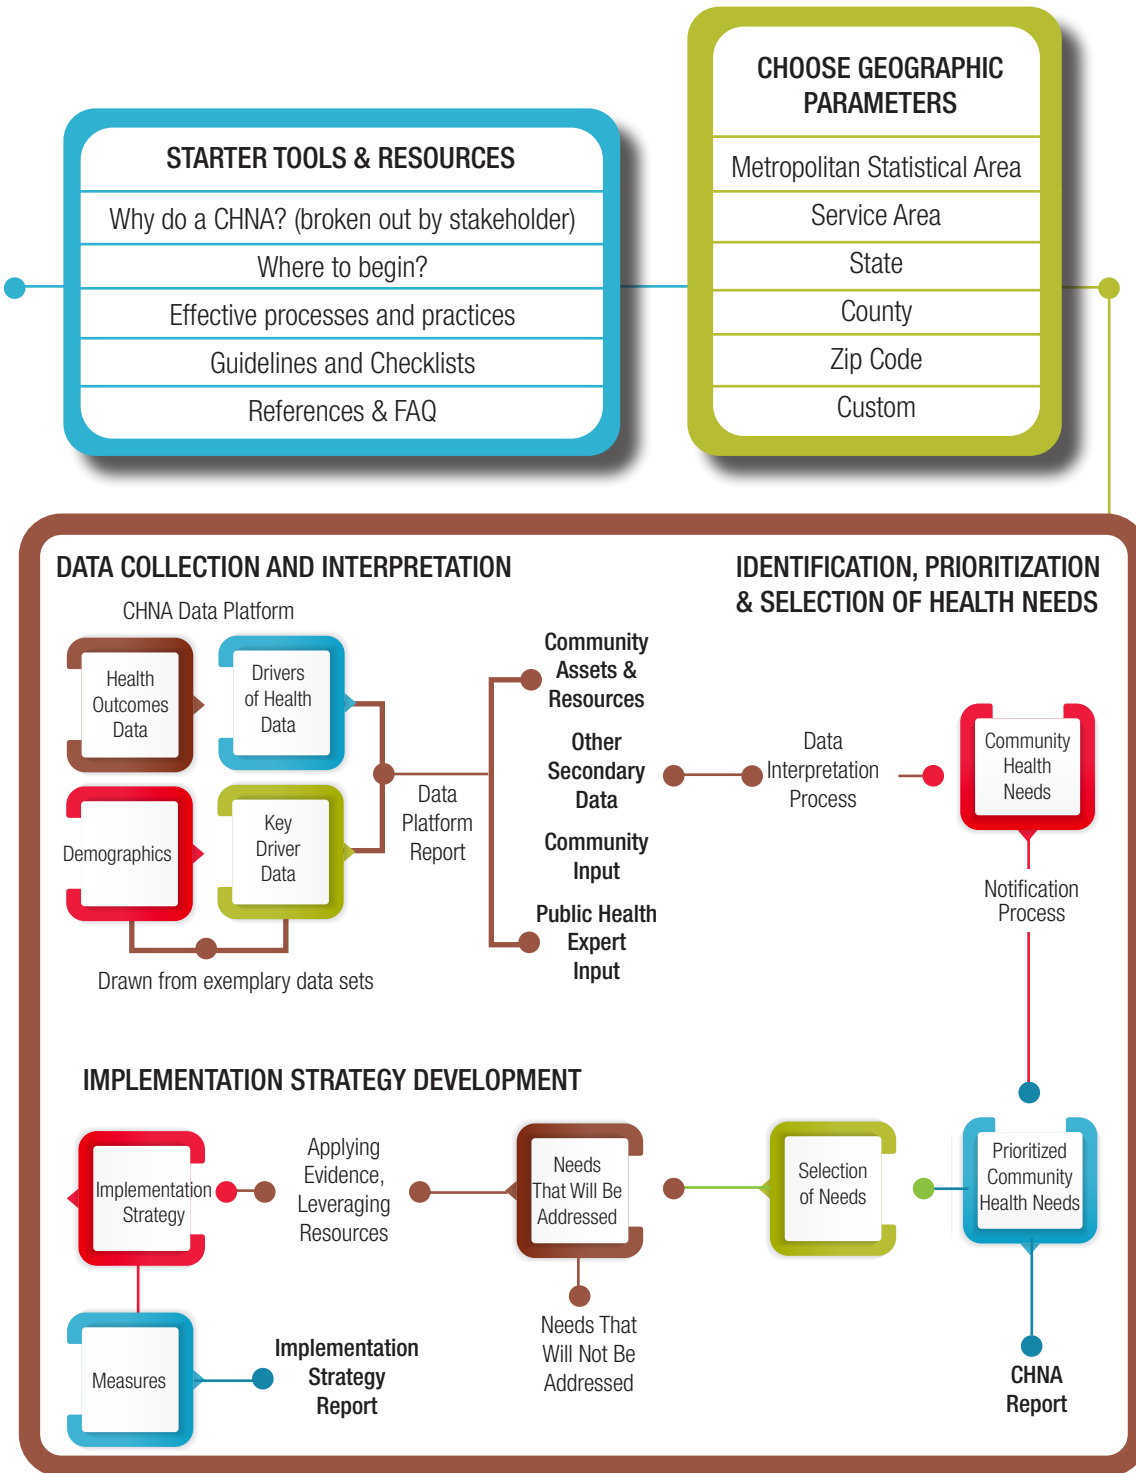 STARTER TOOLS & RESOURCES
Why do a CHNA? (broken out by stakeholder)
Where to begin?
Effective processes and practices
Guidelines and Checklists
References & FAQ
CHOOSE GEOGRAPHIC
PARAMETERS
Metropolitan Statistical Area
Service Area
State
County
Zip Code
Custom
DATA COLLECTION AND INTERPRETATION
CHNA Data Platform
Health
Outcomes
Data
Drivers
of Health
Data
Demographics
Key
Driver
Data
Drawn from exemplary data sets
Data
Platform
Report
Community
Assets &
Resources
Other
Secondary
Data
Community
Input
Public Health
Expert
Input
Data
Interpretation
Process
IDENTIFICATION, PRIORITIZATION
& SELECTION OF HEALTH NEEDS
Community
Health
Needs
Notification
Process
Prioritized
Community
Health Needs
CHNA
Report
Selection
of Needs
IMPLEMENTATION STRATEGY DEVELOPMENT
Needs
That Will Be
Addressed
Needs That
Will Not Be
Addressed
Applying
Evidence,
Leveraging
Resources
Implementation
Strategy
Measures
Implementation
Strategy
Report